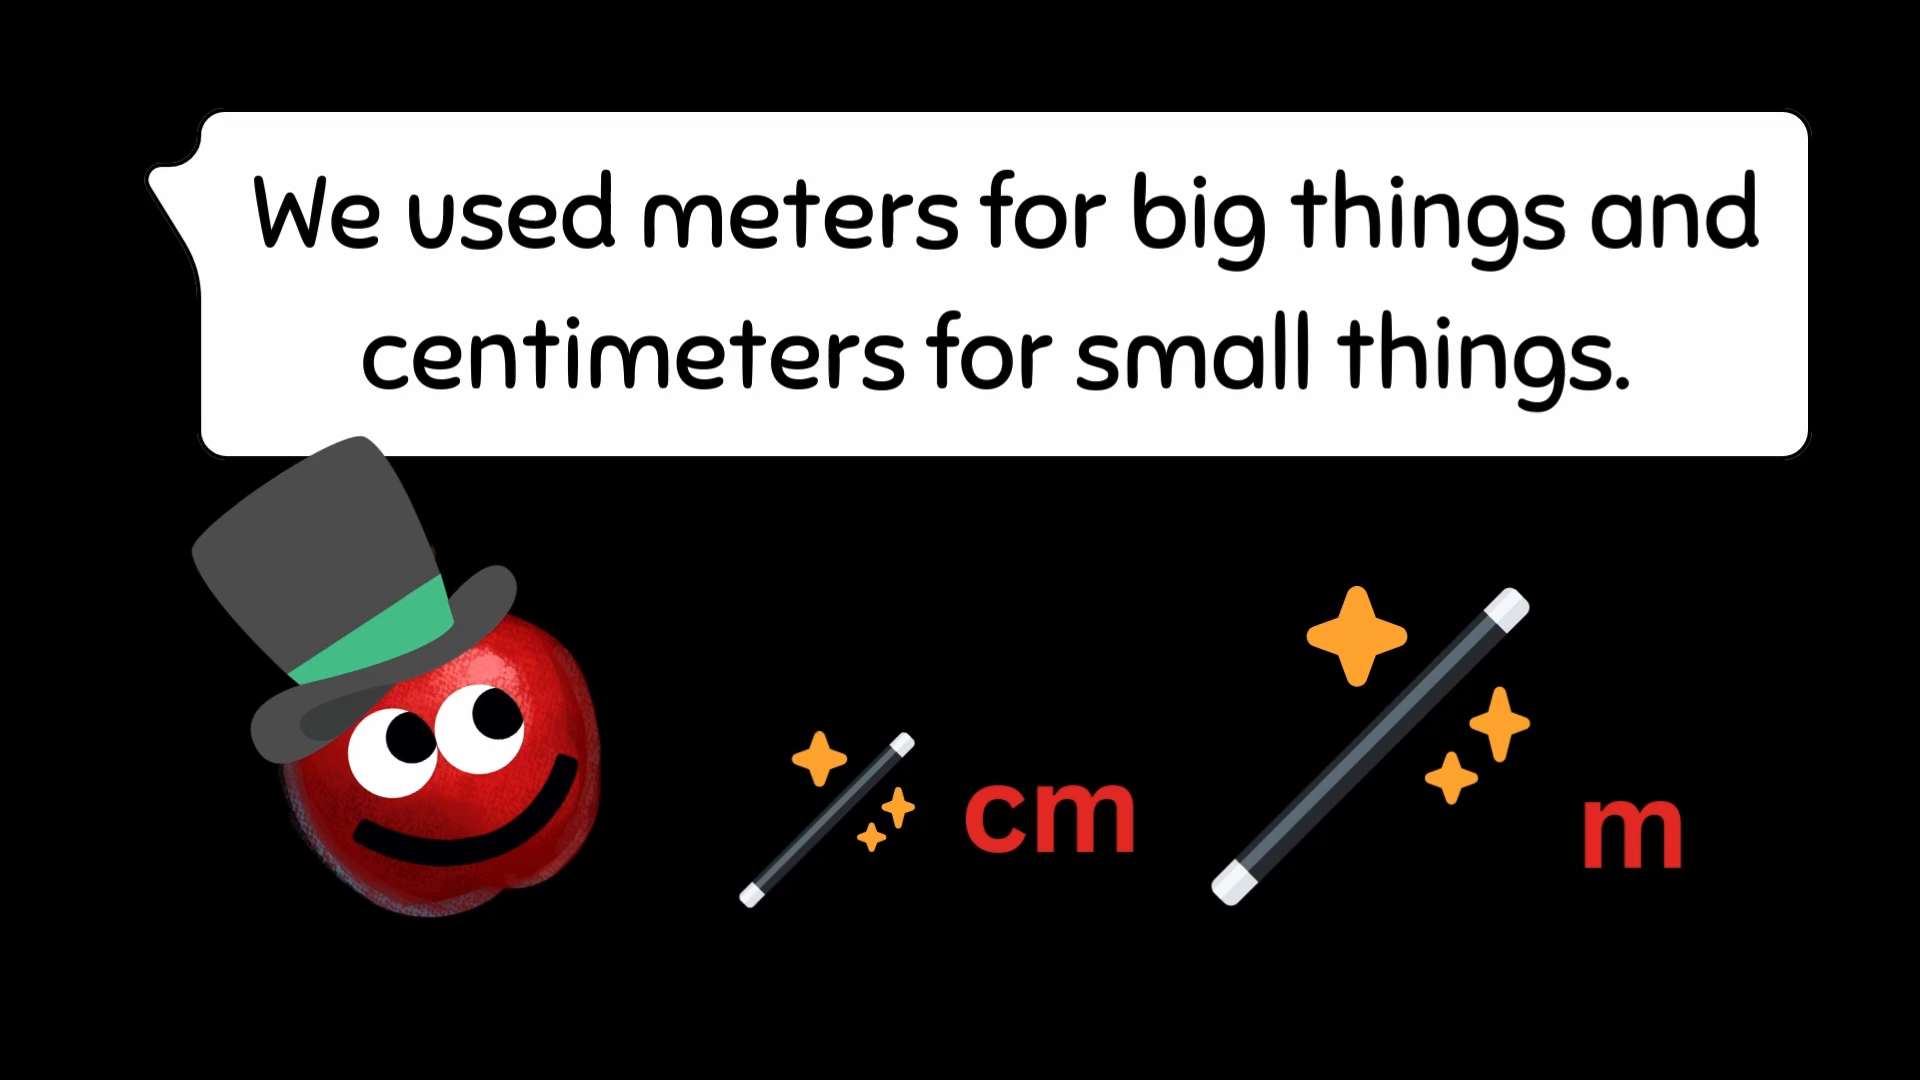 We used meters for big things and
centimeters for small things.
cm
m